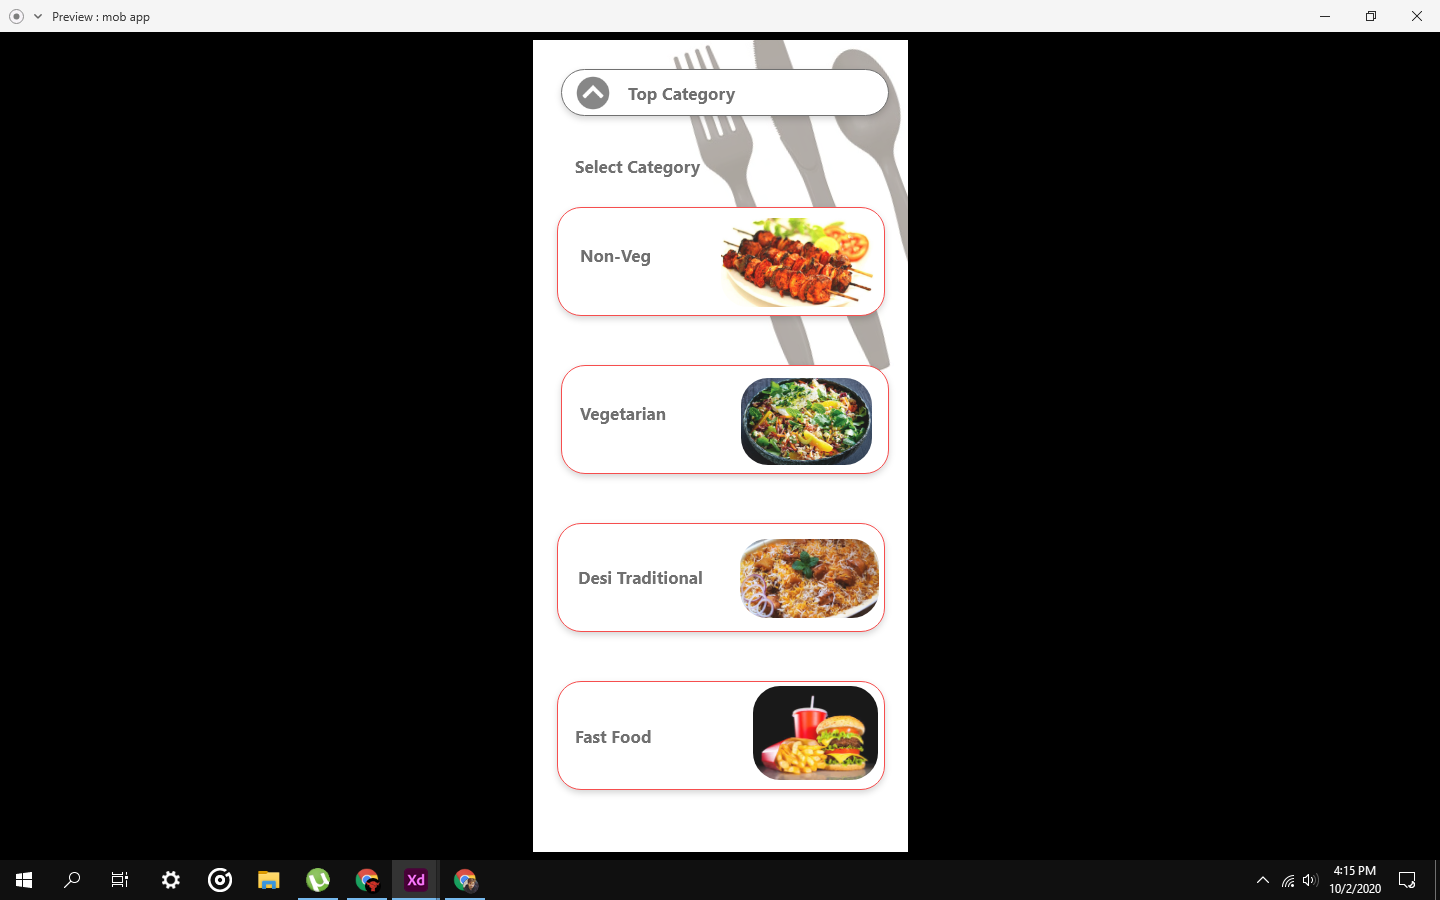 Preview : mob app
Top Category
Select Category
Non-Veg
Vegetarian
Desi Traditional
Fast Food
Xd
4:15 PM
10/2/2020